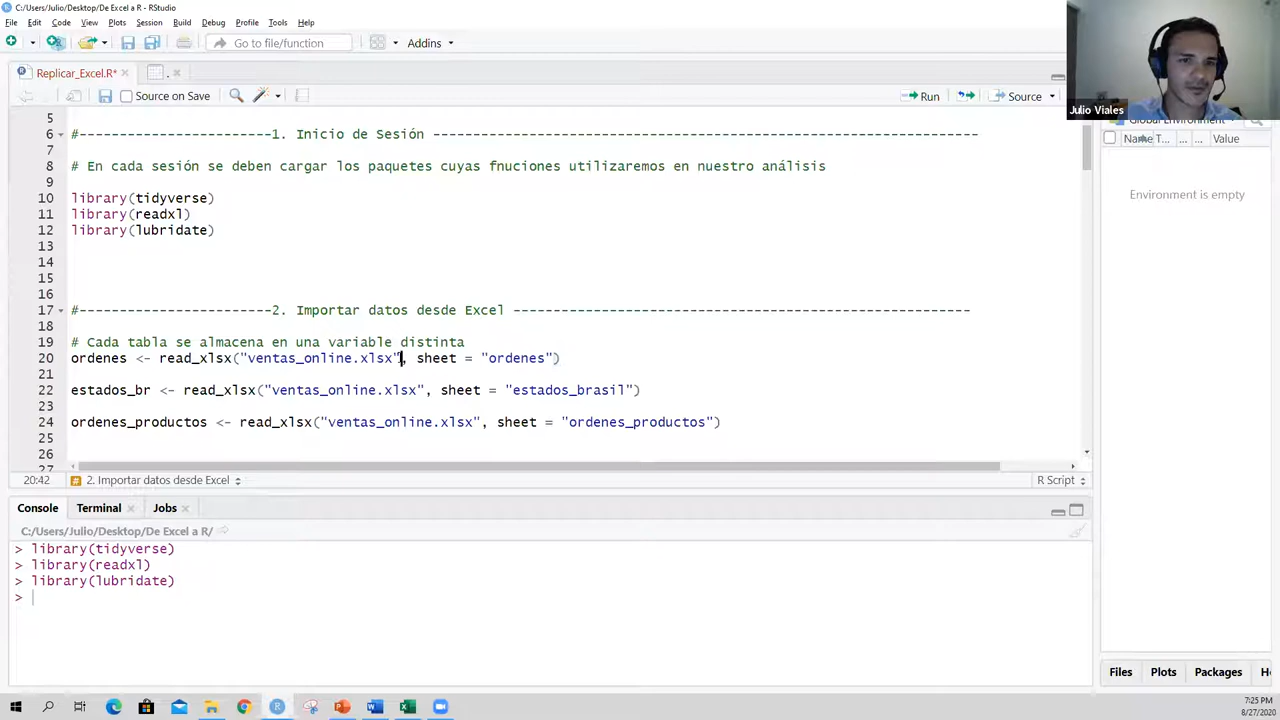 C:/Users/Julio/Desktop/De Excel a R - RStudio
File Edit Code View Plots Session Build Debug Profile Tools Help
Go to file/function Addins
Replicar_Excel.R* .
Source on Save Run Source
Julio Viales
Global Environment
Name T... ... ... Value
Environment is empty
5
6 #-----------------------1. Inicio de Sesión ----------------------------------------------------------
7
8 # En cada sesión se deben cargar los paquetes cuyas fnuciones utilizaremos en nuestro análisis
9
10 library(tidyverse)
11 library(readxl)
12 library(lubridate)
13
14
15
16
17 #-----------------------2. Importar datos desde Excel ---------------------------------------------------------
18
19 # Cada tabla se almacena en una variable distinta
20 ordenes <- read_xlsx("ventas_online.xlsx", sheet = "ordenes")
21
22 estados_br <- read_xlsx("ventas_online.xlsx", sheet = "estados_brasil")
23
24 ordenes_productos <- read_xlsx("ventas_online.xlsx", sheet = "ordenes_productos")
25
26
27
20:42 # 2. Importar datos desde Excel R Script
Console Terminal Jobs
C:/Users/Julio/Desktop/De Excel a R/
> library(tidyverse)
> library(readxl)
> library(lubridate)
>
Files Plots Packages
7:25 PM
8/27/2020